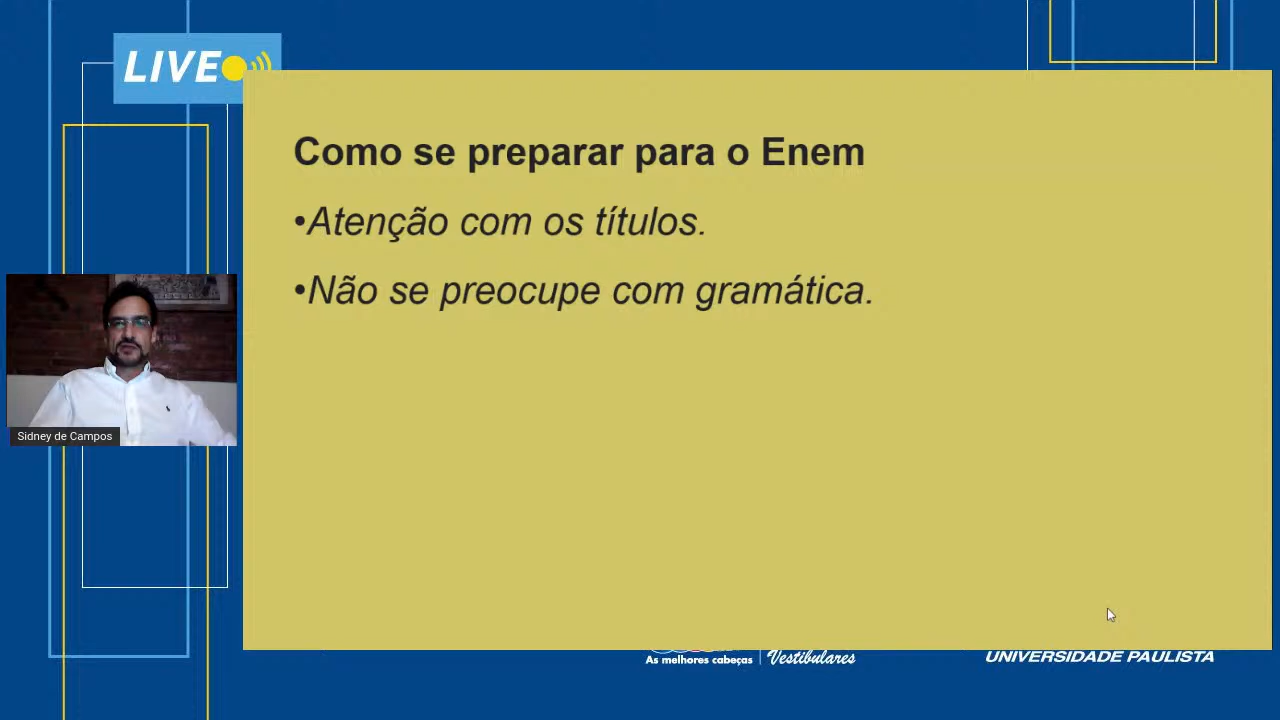 LIVE
Como se preparar para o Enem
•Atenção com os títulos.
•Não se preocupe com gramática.
Sidney de Campos
As melhores cabeças | Vestibulares
UNIVERSIDADE PAULISTA